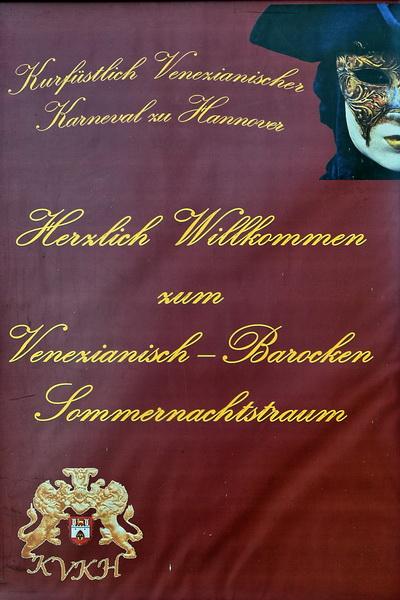 Kurfüstlich Venezianischer
Karneval zu Hannover
Herzlich Willkommen
zum
Venezianisch – Barocken
Sommernachtstraum
KVKH